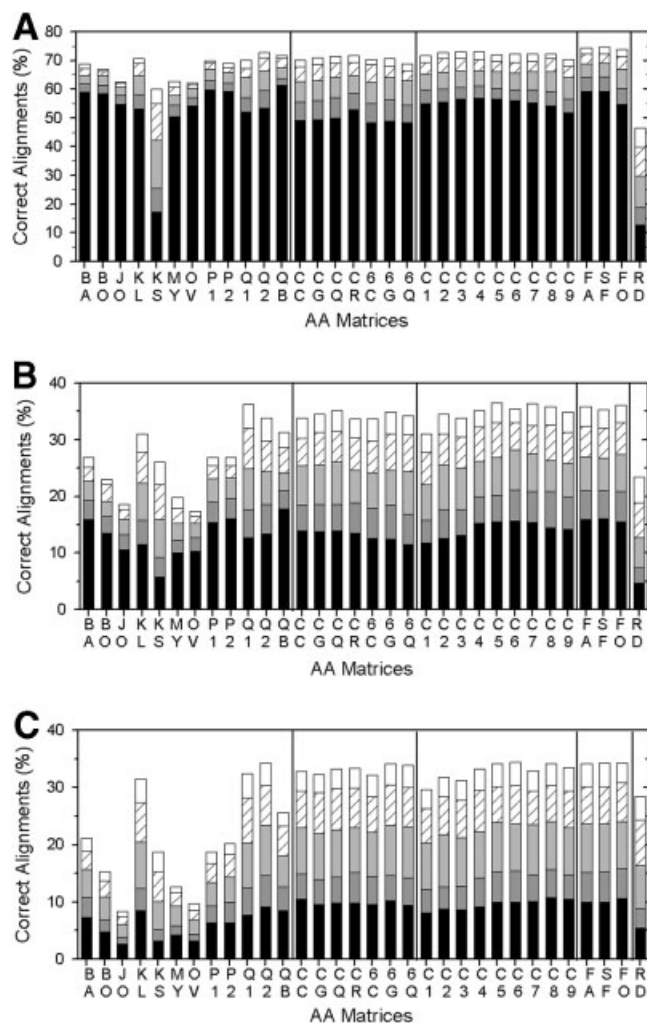 A
Correct Alignments (%)
80
70
60
50
40
30
20
10
0
B B J K K M O P P Q Q Q C C C C 6 6 6 C C C C C C C C C F S F R
A O O L S Y V 1 2 1 2 B C G Q R C G Q 1 2 3 4 5 6 7 8 9 A F O D
AA Matrices
B
Correct Alignments (%)
40
30
20
10
0
B B J K K M O P P Q Q Q C C C C 6 6 6 C C C C C C C C C F S F R
A O O L S Y V 1 2 1 2 B C G Q R C G Q 1 2 3 4 5 6 7 8 9 A F O D
AA Matrices
C
Correct Alignments (%)
40
30
20
10
0
B B J K K M O P P Q Q Q C C C C 6 6 6 C C C C C C C C C F S F R
A O O L S Y V 1 2 1 2 B C G Q R C G Q 1 2 3 4 5 6 7 8 9 A F O D
AA Matrices